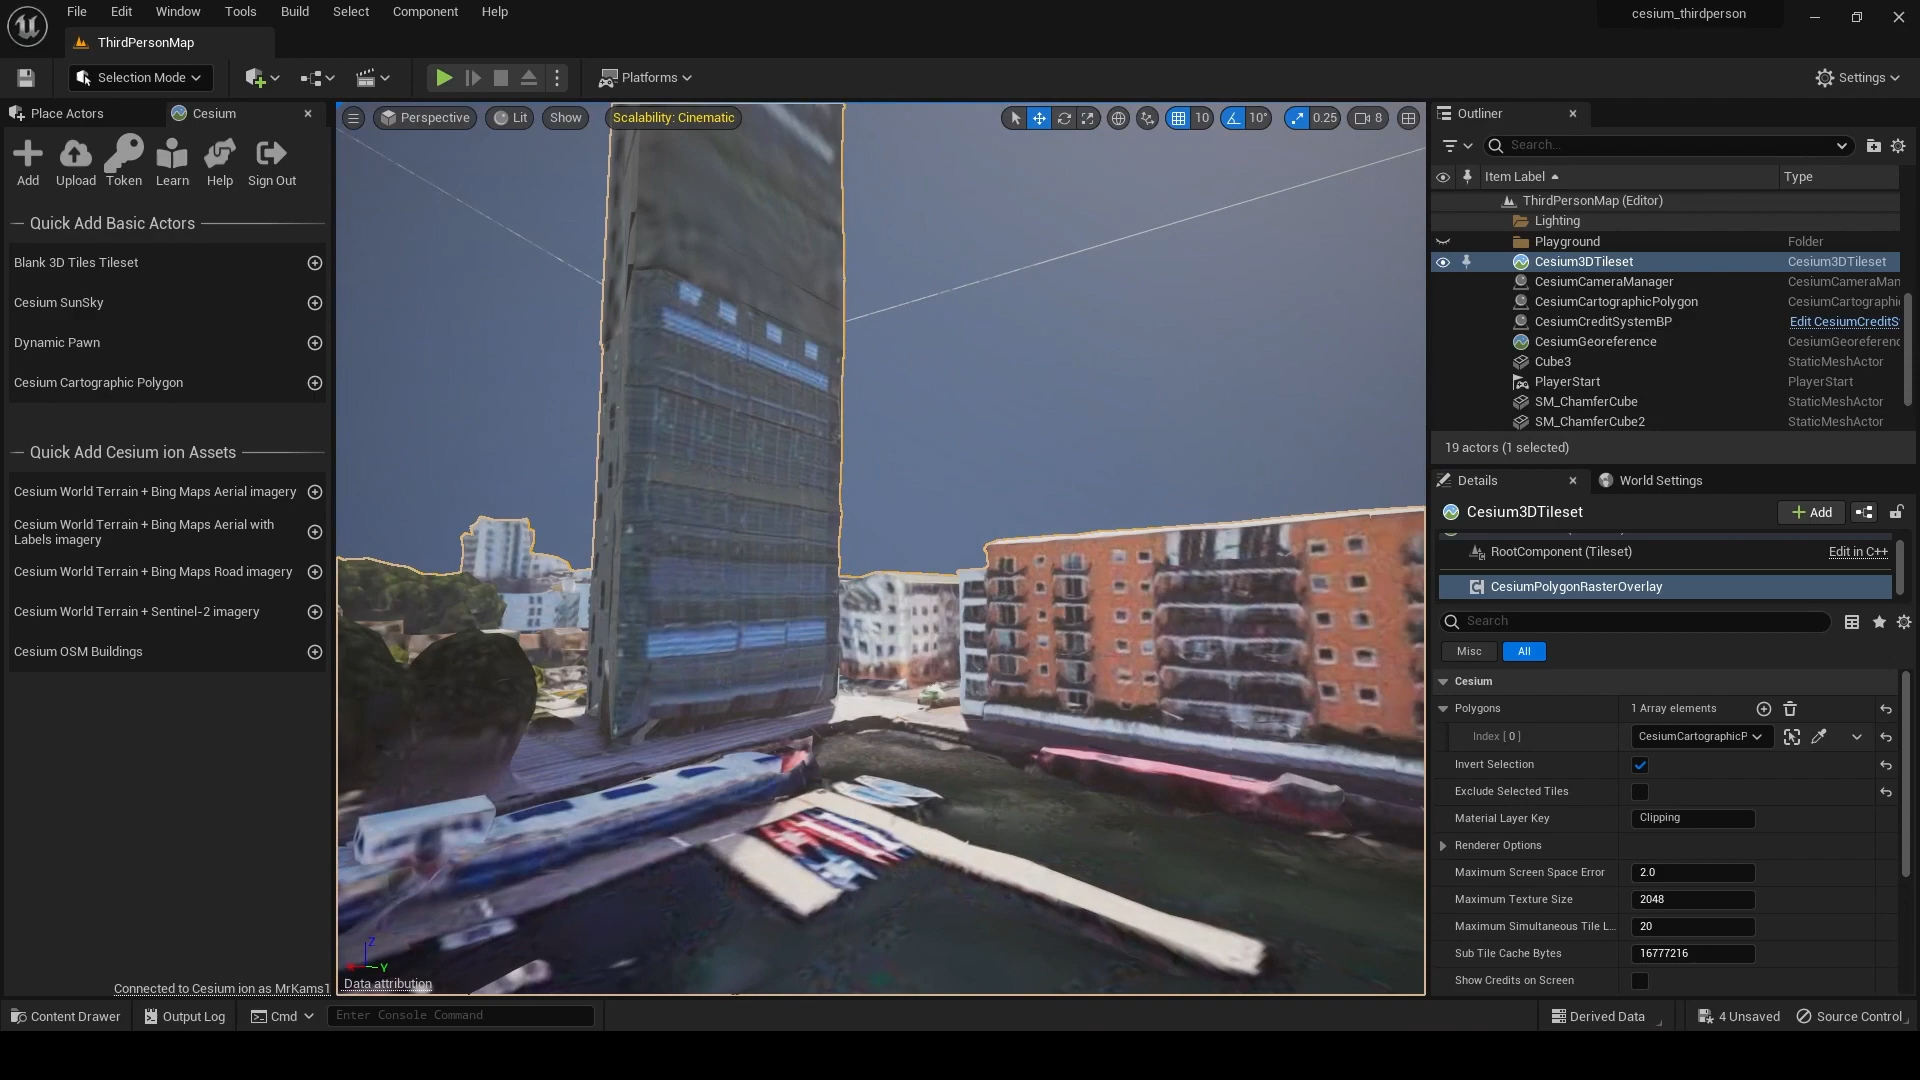 File Edit Window Tools Build Select Component Help
cesium_thirdperson
ThirdPersonMap
Selection Mode
Platforms
Settings
Place Actors
Cesium
Add Upload Token Learn Help Sign Out
Quick Add Basic Actors
Blank 3D Tiles Tileset
Cesium SunSky
Dynamic Pawn
Cesium Cartographic Polygon
Quick Add Cesium ion Assets
Cesium World Terrain + Bing Maps Aerial imagery
Cesium World Terrain + Bing Maps Aerial with
Labels imagery
Cesium World Terrain + Bing Maps Road imagery
Cesium World Terrain + Sentinel-2 imagery
Cesium OSM Buildings
Connected to Cesium ion as MrKams1
Perspective Lit Show Scalability: Cinematic 10 10° 0.25 8
Z
Y
Data attribution
Outliner
Search...
Item Label Type
ThirdPersonMap (Editor)
Lighting
Playground Folder
Cesium3DTileset Cesium3DTileset
CesiumCameraManager CesiumCameraMan
CesiumCartographicPolygon CesiumCartographi
CesiumCreditSystemBP Edit CesiumCreditS
CesiumGeoreference CesiumGeoreferenc
Cube3 StaticMeshActor
PlayerStart PlayerStart
SM_ChamferCube StaticMeshActor
SM_ChamferCube2 StaticMeshActor
19 actors (1 selected)
Details
World Settings
Cesium3DTileset
Add
RootComponent (Tileset) Edit in C++
CesiumPolygonRasterOverlay
Search
Misc All
Cesium
Polygons 1 Array elements
Index [ 0 ] CesiumCartographicP
Invert Selection
Exclude Selected Tiles
Material Layer Key Clipping
Renderer Options
Maximum Screen Space Error 2.0
Maximum Texture Size 2048
Maximum Simultaneous Tile L... 20
Sub Tile Cache Bytes 16777216
Show Credits on Screen
Content Drawer Output Log Cmd Enter Console Command
Derived Data 4 Unsaved Source Control